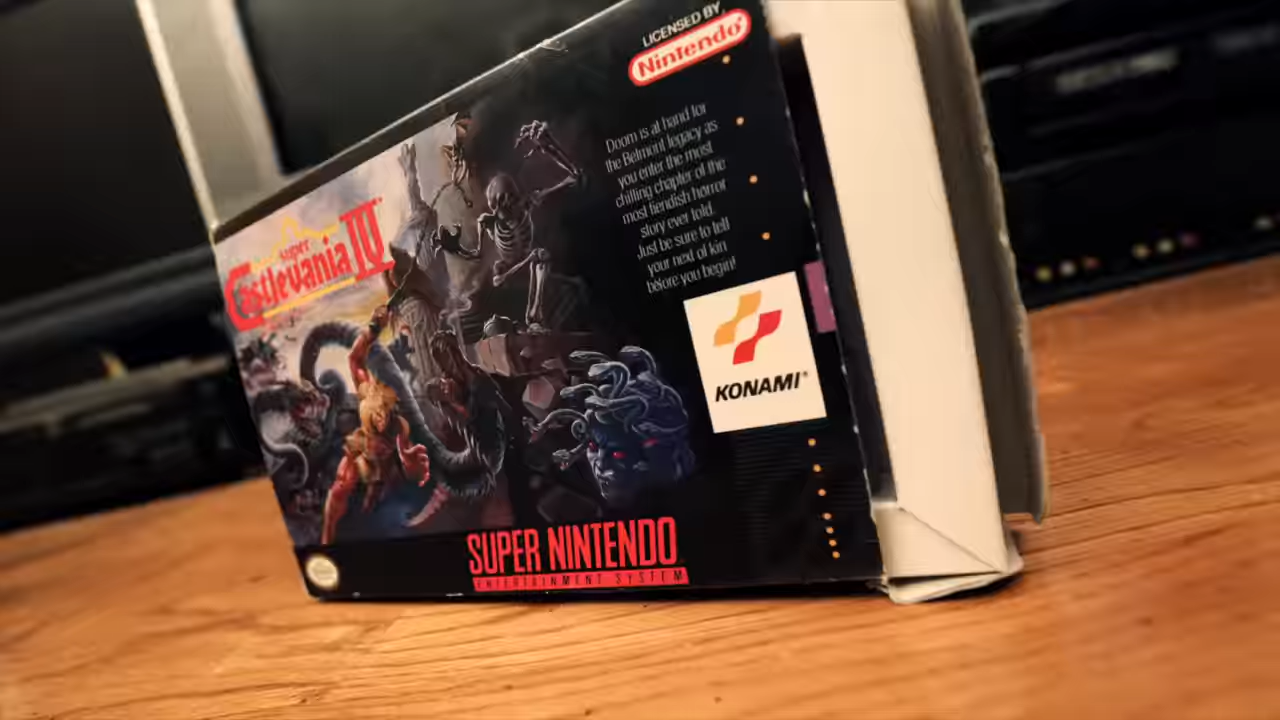 LICENSED BY
Nintendo®
super
Castlevania IV
Doom is at hand for
the Belmont legacy as
you enter the most
chilling chapter of the
most fiendish horror
story ever told.
Just be sure to tell
your next of kin
before you begin!
KONAMI®
SUPER NINTENDO
ENTERTAINMENT SYSTEM